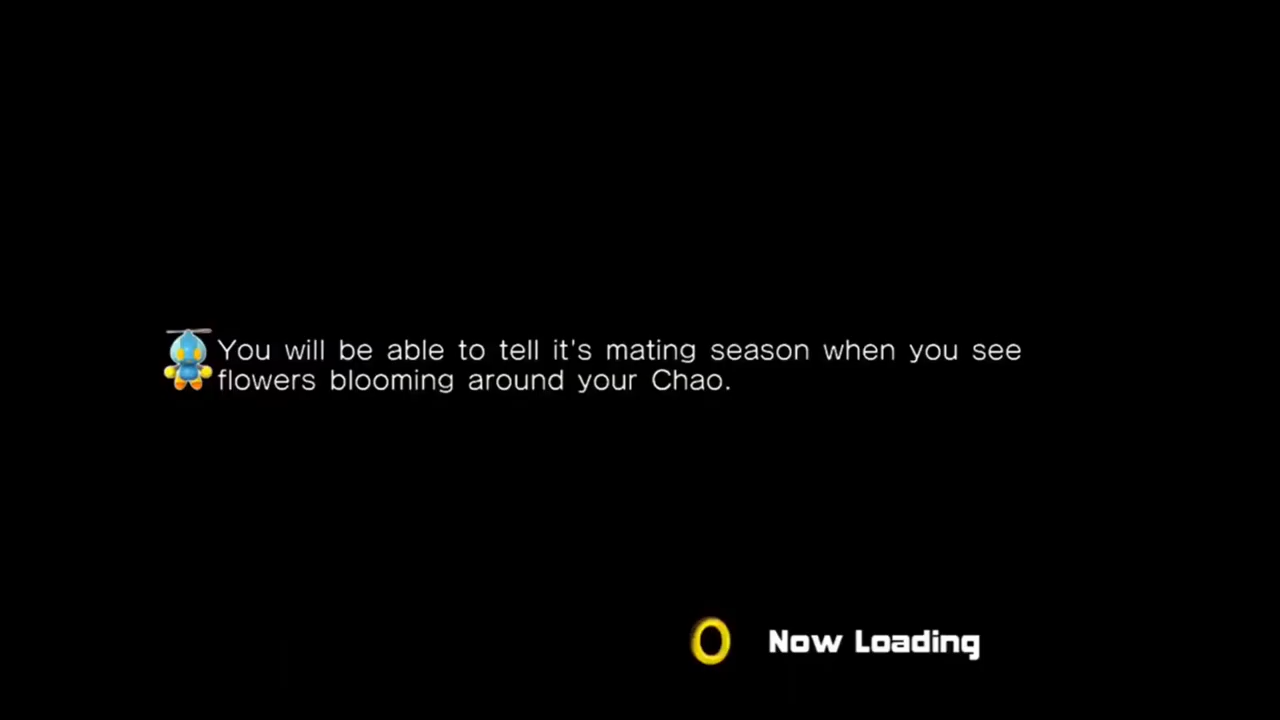 You will be able to tell it's mating season when you see
flowers blooming around your Chao.
Now Loading